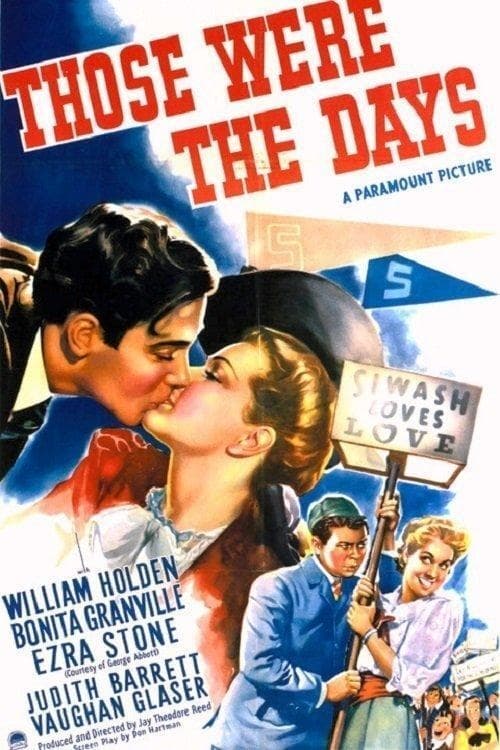 THOSE WERE
THE DAYS
A PARAMOUNT PICTURE
S
S
SIWASH
LOVES
LOVE
with
WILLIAM HOLDEN
BONITA GRANVILLE
EZRA STONE
(Courtesy of George Abbott)
JUDITH BARRETT
VAUGHAN GLASER
Produced and Directed by Jay Theodore Reed
Screen Play by Don Hartman